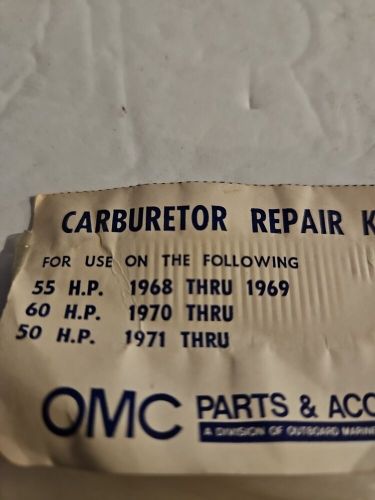 CARBURETOR REPAIR K
FOR USE ON THE FOLLOWING
55 H.P. 1968 THRU 1969
60 H.P. 1970 THRU
50 H.P. 1971 THRU
OMC PARTS & ACC
A DIVISION OF OUTBOARD MARINE